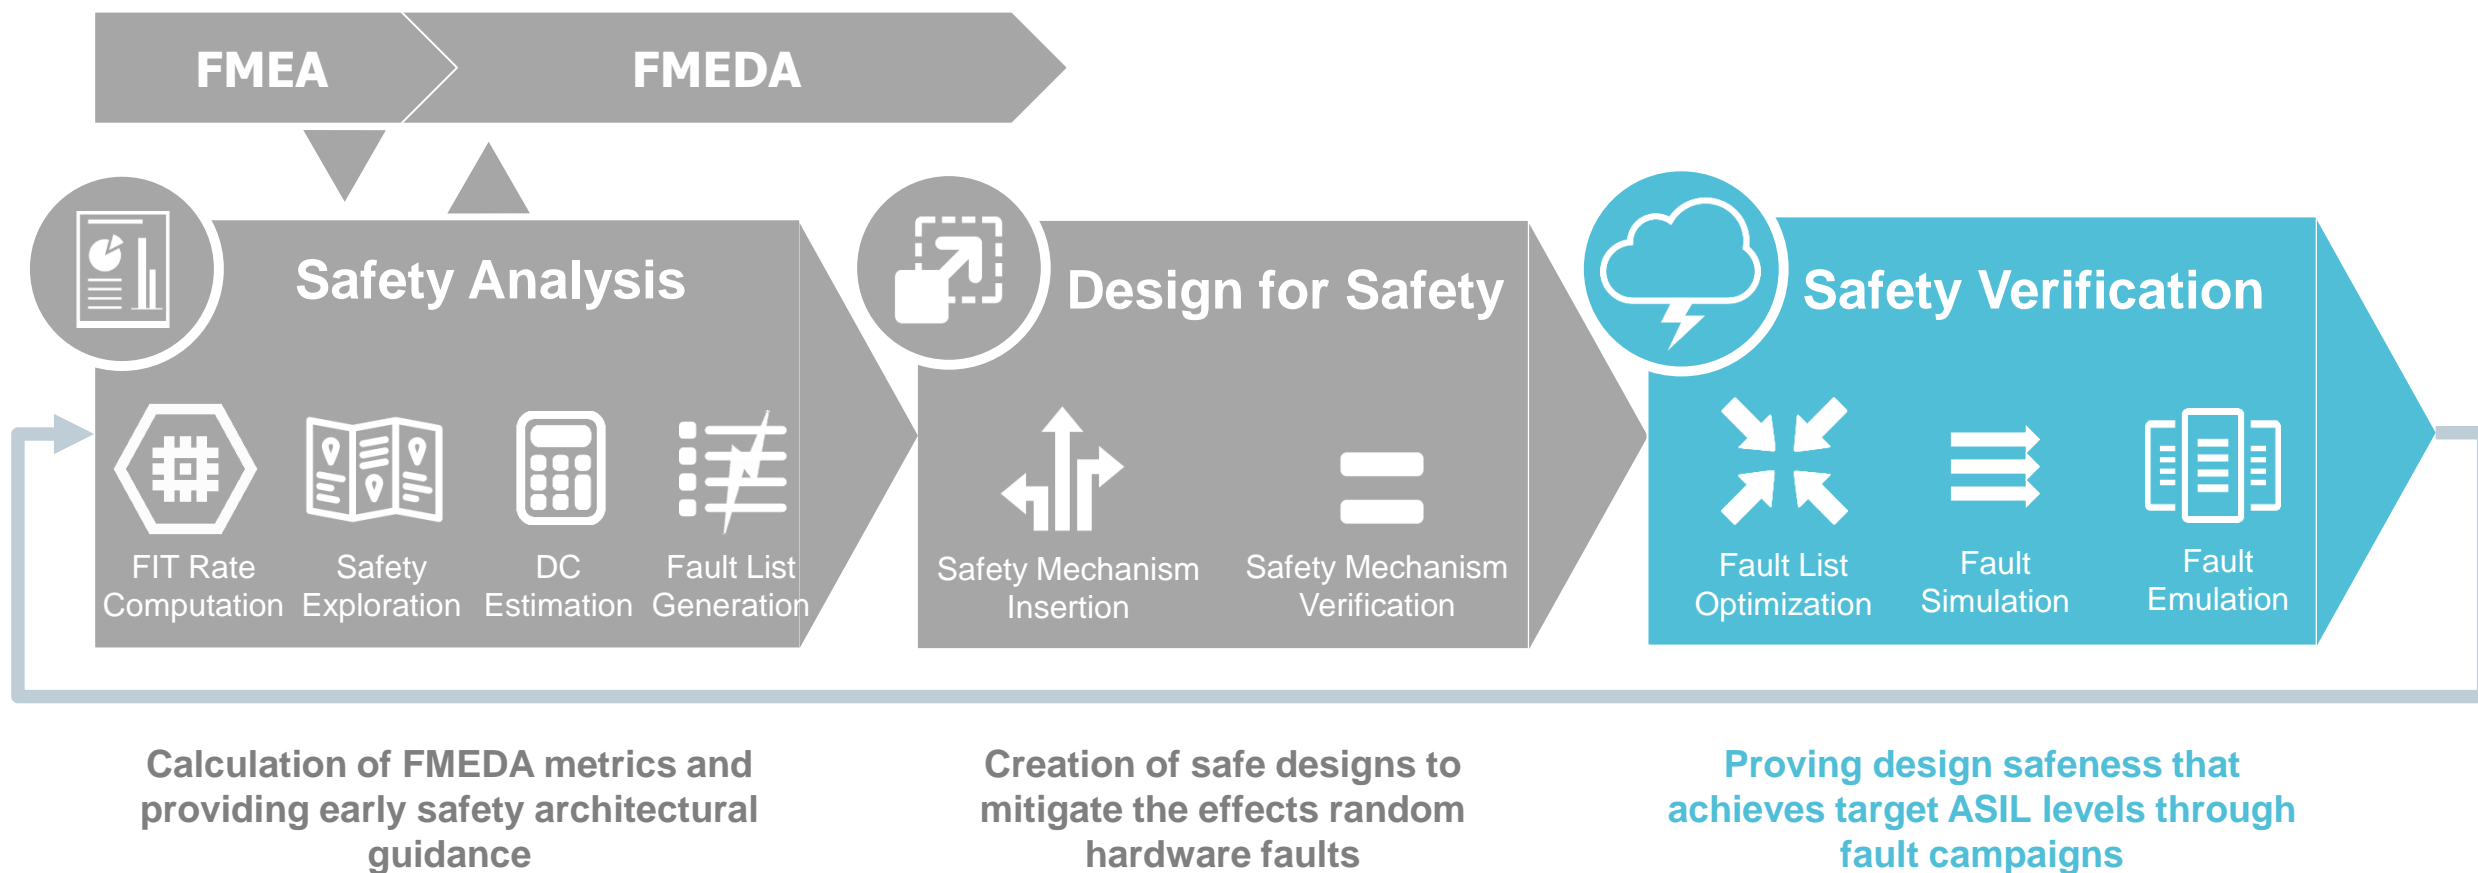 FMEA
FMEDA
Safety Analysis
FIT Rate
Computation
Safety
Exploration
DC
Estimation
Fault List
Generation
Design for Safety
Safety Mechanism
Insertion
Safety Mechanism
Verification
Safety Verification
Fault List
Optimization
Fault
Simulation
Fault
Emulation
Calculation of FMEDA metrics and
providing early safety architectural
guidance
Creation of safe designs to
mitigate the effects random
hardware faults
Proving design safeness that
achieves target ASIL levels through
fault campaigns